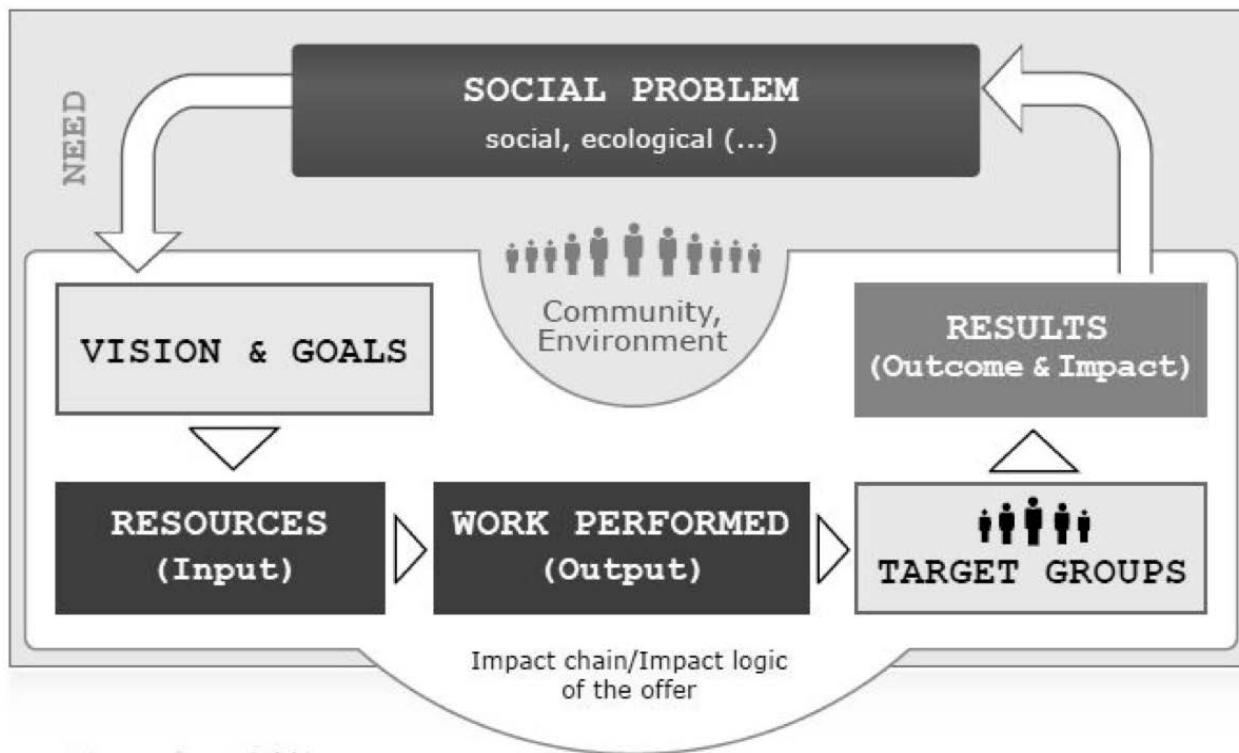 SOCIAL PROBLEM
social, ecological (...)
NEED
Community,
Environment
VISION & GOALS
RESULTS
(Outcome & Impact)
RESOURCES
(Input)
WORK PERFORMED
(Output)
TARGET GROUPS
Impact chain/Impact logic
of the offer